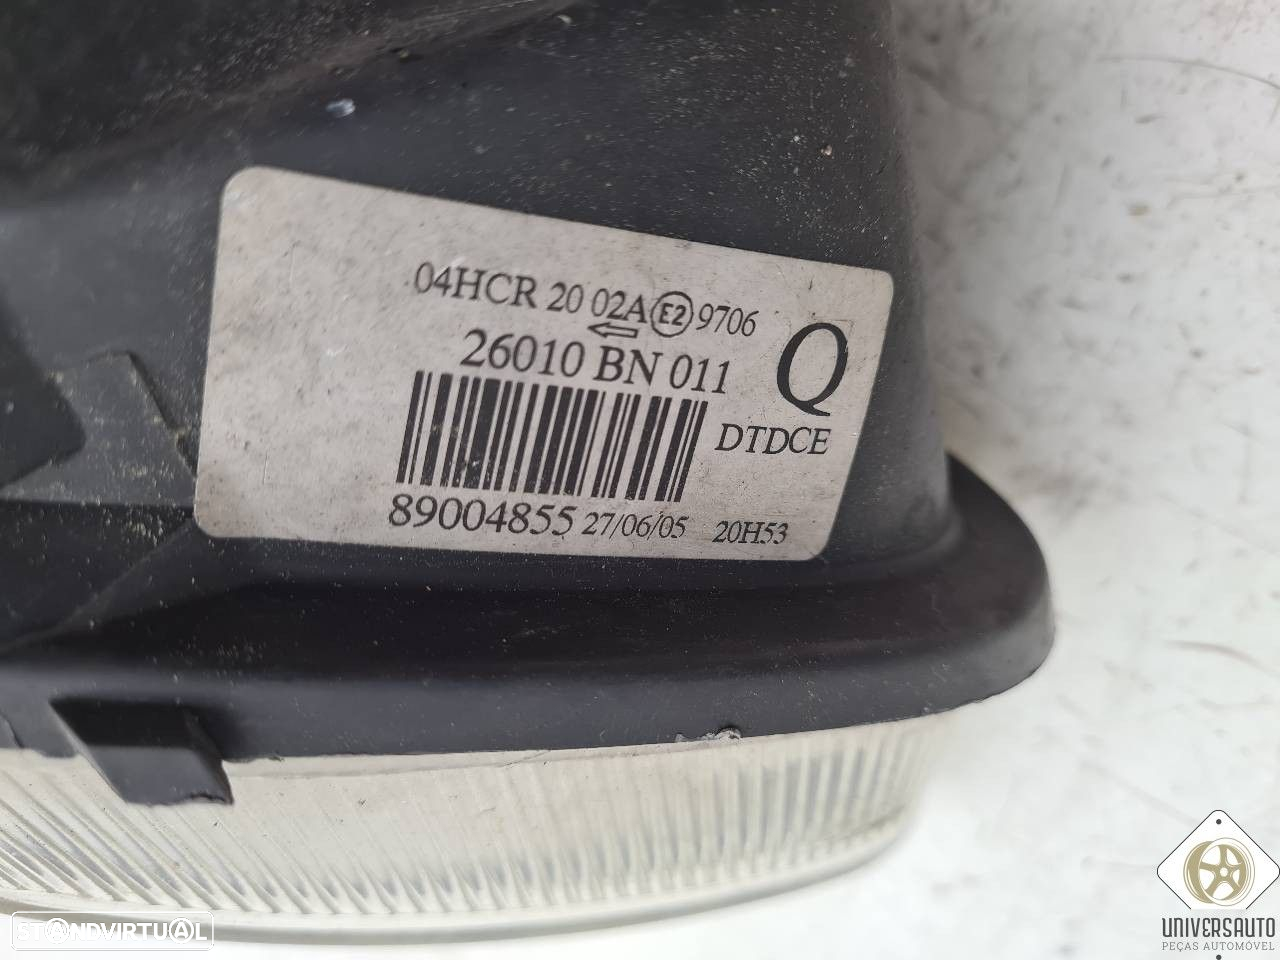 04HCR 20 02A E2 9706
26010 BN 011
Q
DTDCE
89004855 27/06/05 20H53
STANDVIRTUAL
UNIVERSAUTO
PEÇAS AUTOMÓVEL